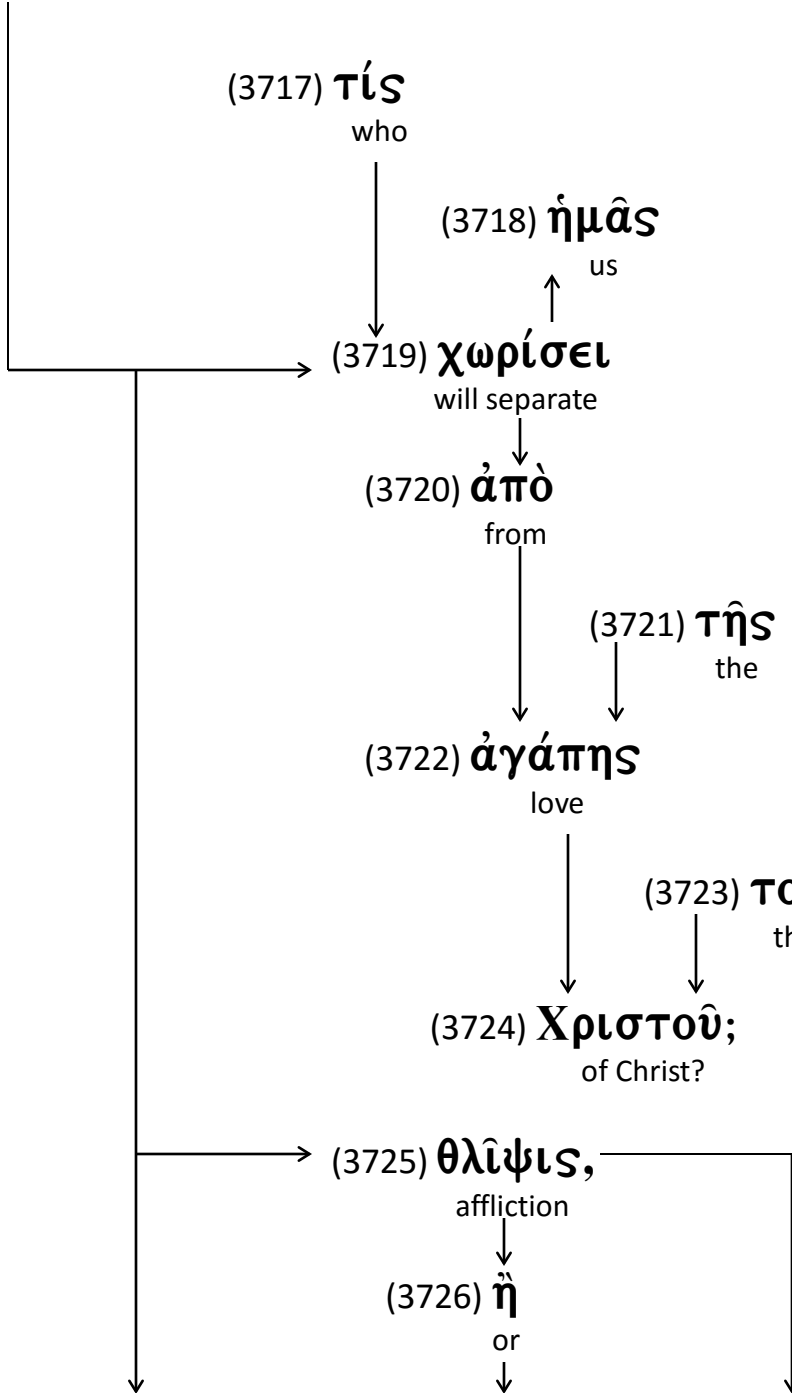 (3717) τίς
who
(3718) ἡμᾶς
us
(3719) χωρίσει
will separate
(3720) ἀπὸ
from
(3721) τῆς
the
(3722) ἀγάπης
love
(3723)
(3724) Χριστοῦ;
of Christ?
(3725) θλῖψις,
affliction
(3726) ἢ
or